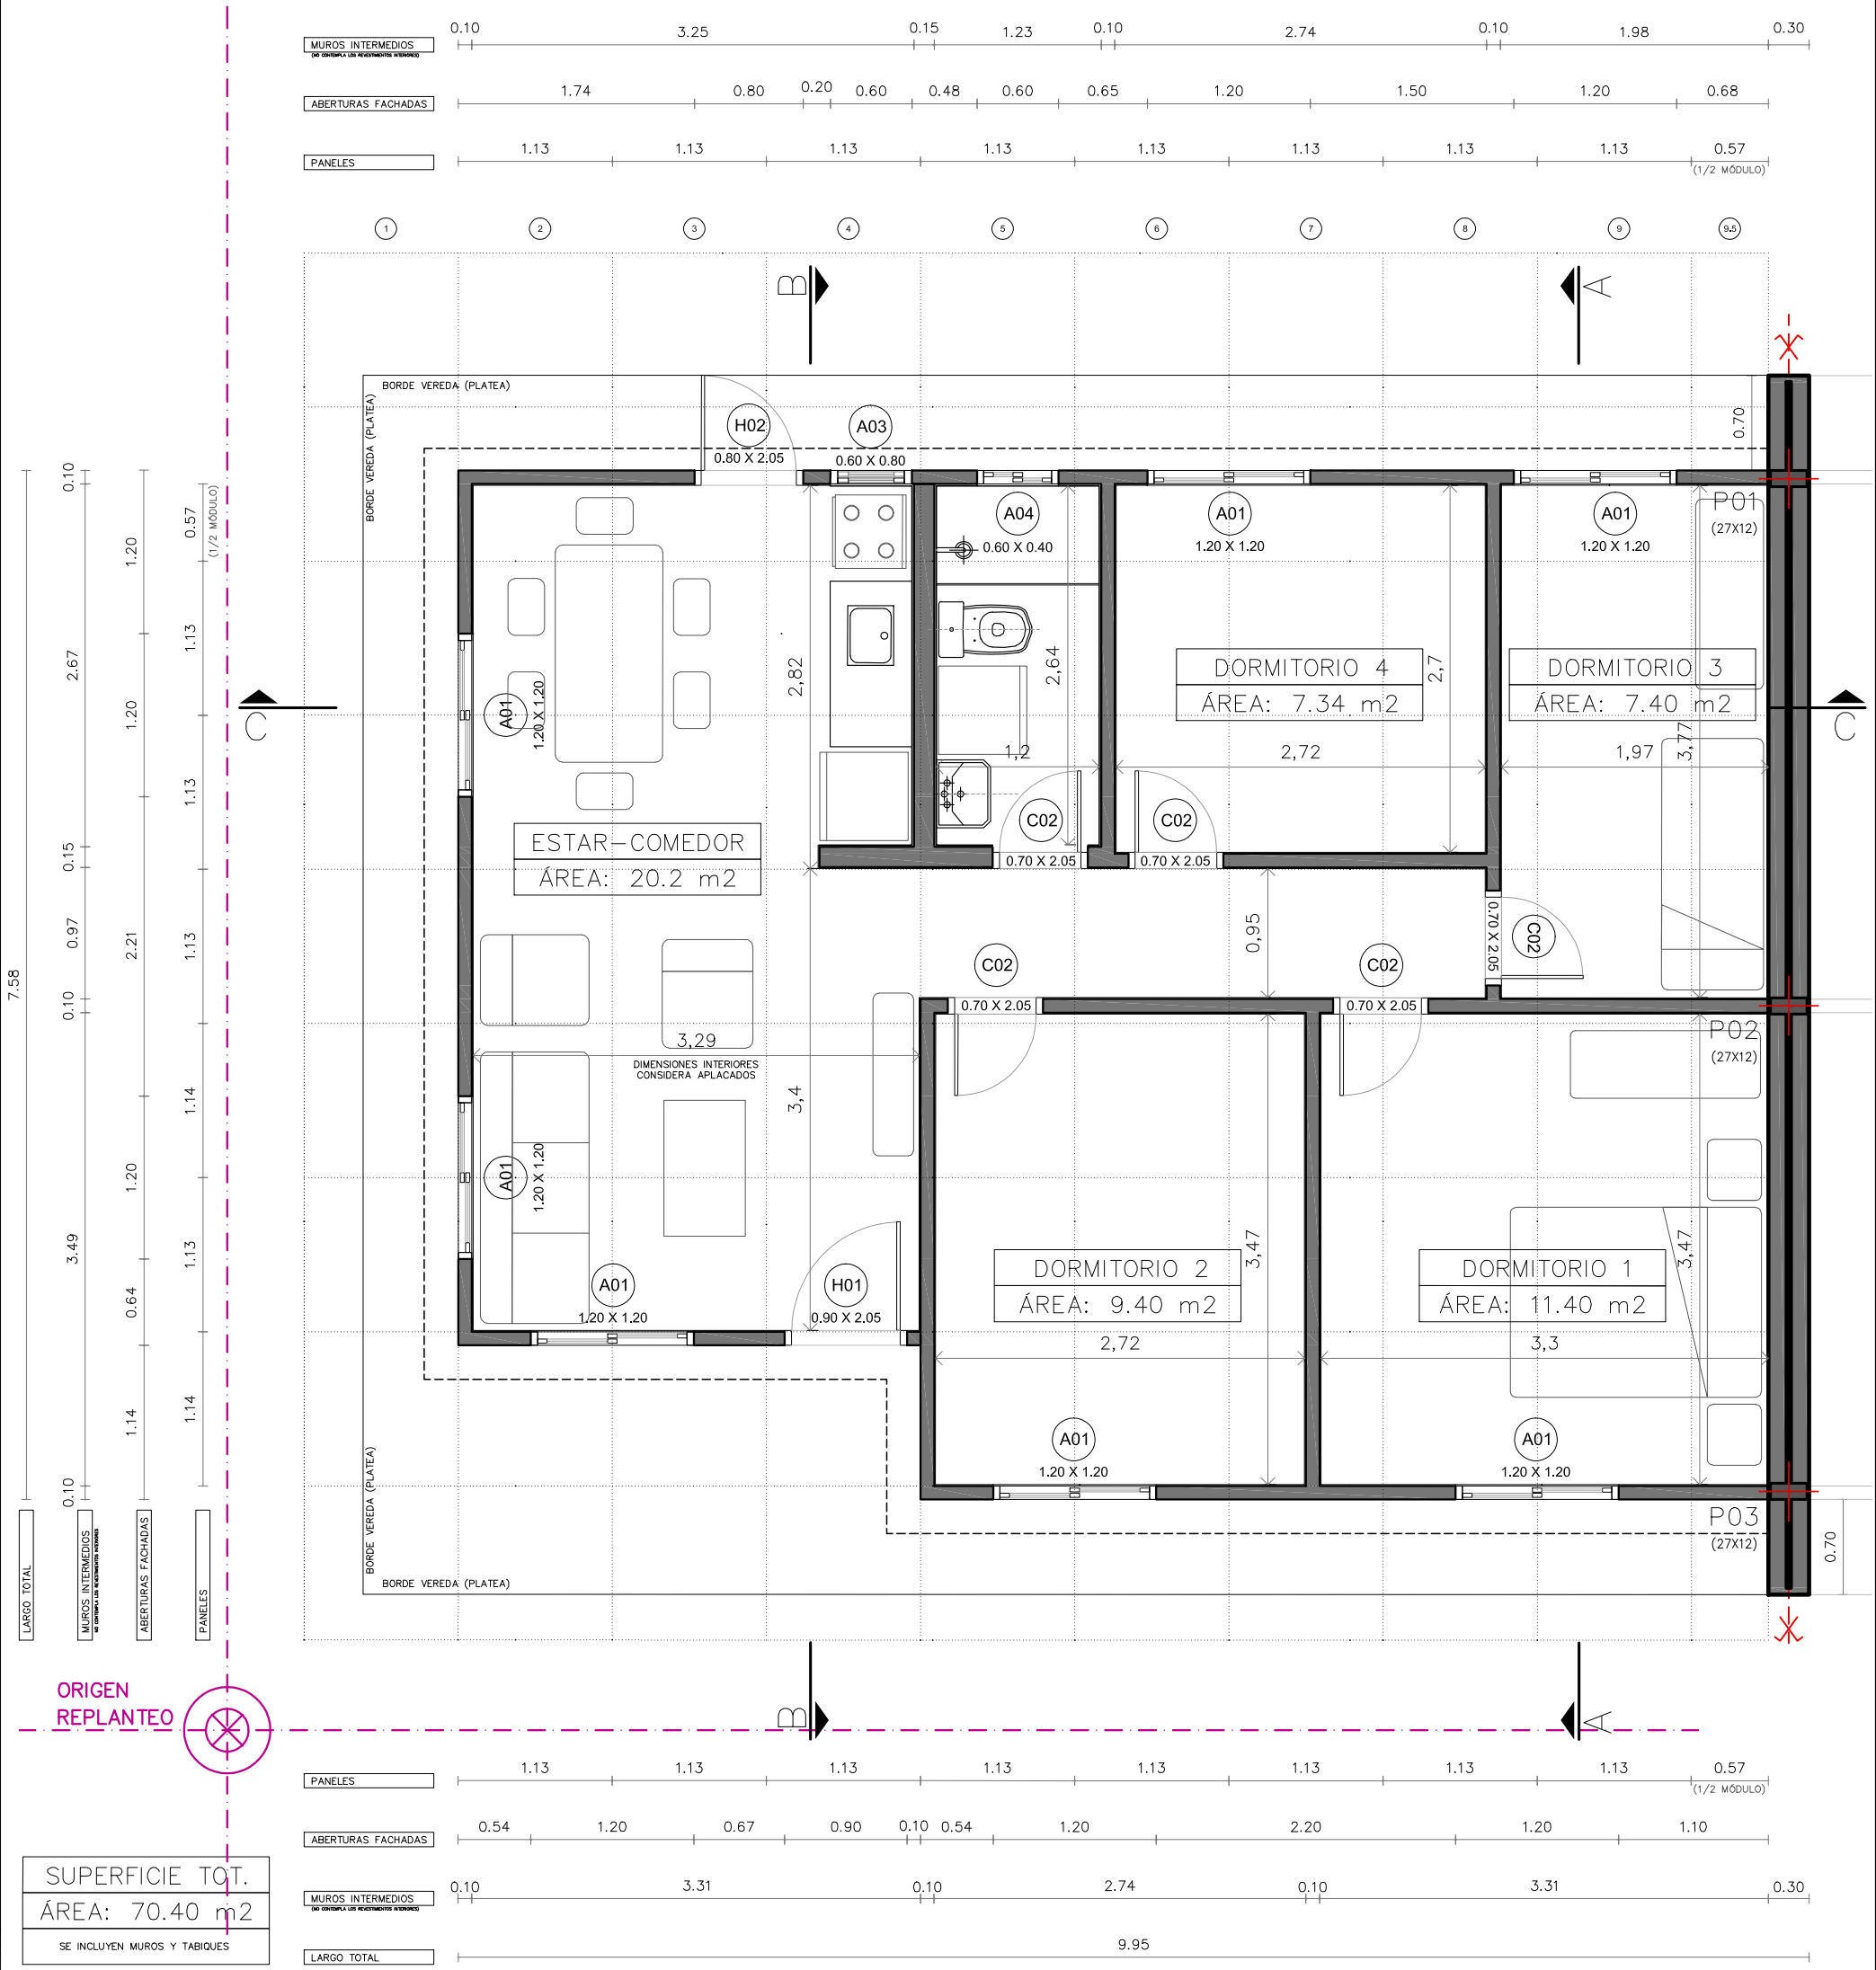 MUROS INTERMEDIOS
(NO CONTEMPLA LOS REVESTIMIENTOS INTERIORES)
0.10 3.25 0.15 1.23 0.10 2.74 0.10 1.98 0.30
ABERTURAS FACHADAS
1.74 0.80 0.20 0.60 0.48 0.60 0.65 1.20 1.50 1.20 0.68
PANELES
1.13 1.13 1.13 1.13 1.13 1.13 1.13 1.13 0.57
(1/2 MÓDULO)
1 2 3 4 5 6 7 8 9 9.5
B A
BORDE VEREDA (PLATEA)
BORDE VEREDA (PLATEA)
H02
0.80 X 2.05
A03
0.60 X 0.80
0.70
A04
0.60 X 0.40
A01
1.20 X 1.20
A01
1.20 X 1.20
P01
(27X12)
A01
1.20 X 1.20
2,82
2,64
DORMITORIO 4
ÁREA: 7.34 m2
2,7
DORMITORIO 3
ÁREA: 7.40 m2
C C
1,2
2,72
1,97
3,77
ESTAR-COMEDOR
ÁREA: 20.2 m2
C02
0.70 X 2.05
C02
0.70 X 2.05
C02
0.70 X 2.05
0,95
C02
0.70 X 2.05
C02
0.70 X 2.05
3,29
DIMENSIONES INTERIORES
CONSIDERA APLACADOS
3,4
P02
(27X12)
A01
1.20 X 1.20
A01
1.20 X 1.20
H01
0.90 X 2.05
3,47
DORMITORIO 2
ÁREA: 9.40 m2
2,72
3,47
DORMITORIO 1
ÁREA: 11.40 m2
3,3
A01
1.20 X 1.20
A01
1.20 X 1.20
P03
(27X12)
0.70
BORDE VEREDA (PLATEA)
BORDE VEREDA (PLATEA)
LARGO TOTAL
7.58
MUROS INTERMEDIOS
NO CONTEMPLA LOS REVESTIMIENTOS INTERIORES
0.10 3.49 0.10 0.97 0.15 2.67 0.10
ABERTURAS FACHADAS
1.14 0.64 1.20 2.21 1.20 1.20
PANELES
1.14 1.13 1.14 1.13 1.13 1.13 0.57
(1/2 MÓDULO)
ORIGEN
REPLANTEO
B A
PANELES
1.13 1.13 1.13 1.13 1.13 1.13 1.13 1.13 0.57
(1/2 MÓDULO)
ABERTURAS FACHADAS
0.54 1.20 0.67 0.90 0.10 0.54 1.20 2.20 1.20 1.10
MUROS INTERMEDIOS
(NO CONTEMPLA LOS REVESTIMIENTOS INTERIORES)
0.10 3.31 0.10 2.74 0.10 3.31 0.30
LARGO TOTAL
9.95
SUPERFICIE TOT.
ÁREA: 70.40 m2
SE INCLUYEN MUROS Y TABIQUES